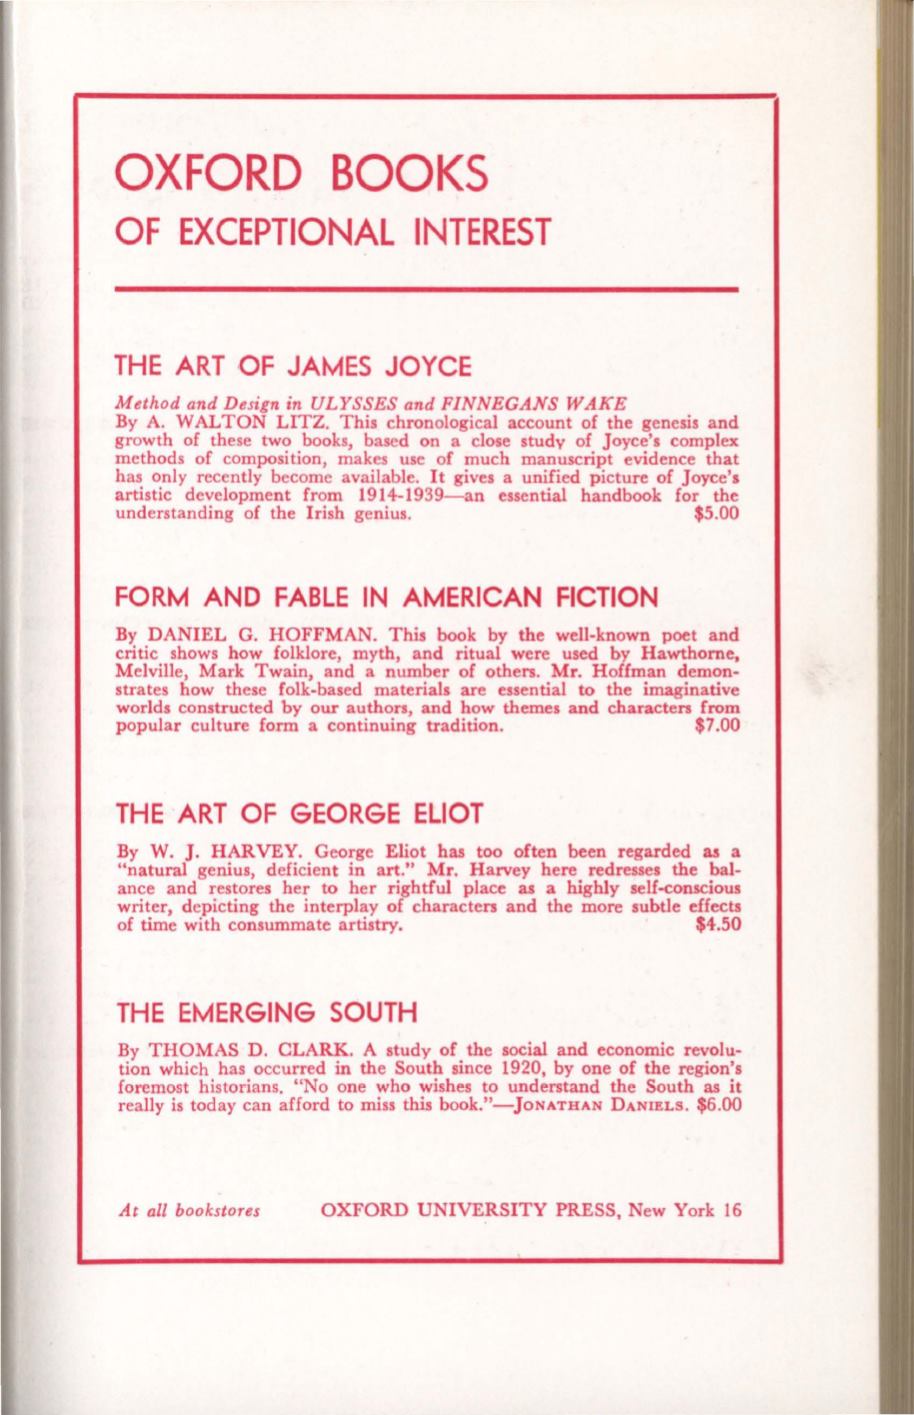 OXFORD BOOKS
OF EXCEPTIONAL INTEREST
THE ART OF JAMES JOYCE
Method and Design in ULYSSES and FINNEGANS WAKE
By A. WALTON LITZ. This chronological account of the genesis and
growth of these two books, based on a close study of Joyce's complex
methods of composition, makes use of much manuscript evidence that
has only recently become available. It gives a unified picture of Joyce's
artistic development from 1914-1939—an essential handbook for the
understanding of the Irish genius. $5.00
FORM AND FABLE IN AMERICAN FICTION
By DANIEL G. HOFFMAN. This book by the well-known poet and
critic shows how folklore, myth, and ritual were used by Hawthorne,
Melville, Mark Twain, and a number of others. Mr. Hoffman demon-
strates how these folk-based materials are essential to the imaginative
worlds constructed by our authors, and how themes and characters from
popular culture form a continuing tradition. $7.00
THE ART OF GEORGE ELIOT
By W. J. HARVEY. George Eliot has too often been regarded as a
“natural genius, deficient in art.” Mr. Harvey here redresses the bal-
ance and restores her to her rightful place as a highly self-conscious
writer, depicting the interplay of characters and the more subtle effects
of time with consummate artistry. $4.50
THE EMERGING SOUTH
By THOMAS D. CLARK. A study of the social and economic revolu-
tion which has occurred in the South since 1920, by one of the region's
foremost historians. “No one who wishes to understand the South as it
really is today can afford to miss this book.”—JONATHAN DANIELS. $6.00
At all bookstores OXFORD UNIVERSITY PRESS, New York 16